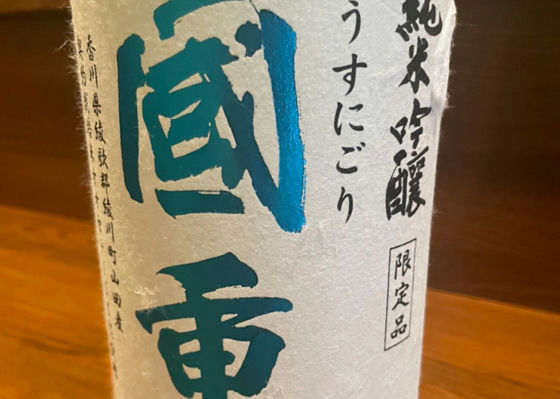 純米吟醸
限定品
うすにごり
國重
香川県綾歌郡綾川町山田産